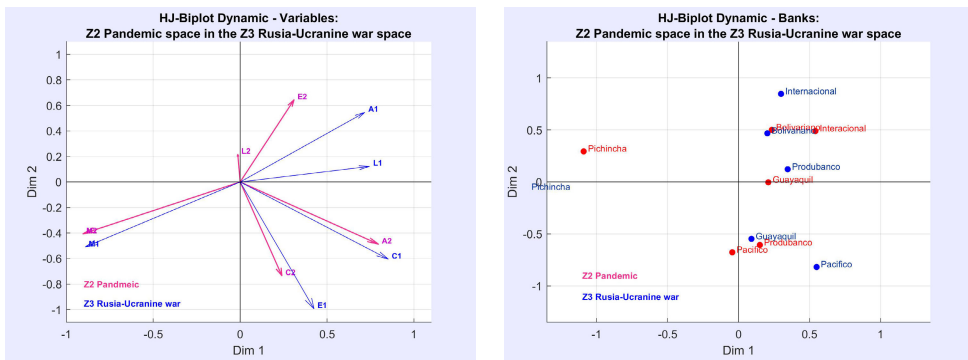 HJ-Biplot Dynamic - Variables:
Z2 Pandemic space in the Z3 Rusia-Ucranine war space
1
0.8
0.6
0.4
0.2
0
-0.2
-0.4
-0.6
-0.8
-1
Dim 2
E2
A1
L2
L1
M2
M1
A2
C1
C2
E1
Z2 Pandmeic
Z3 Rusia-Ucranine war
-1
-0.5
0
0.5
1
Dim 1
HJ-Biplot Dynamic - Banks:
Z2 Pandemic space in the Z3 Rusia-Ucranine war space
1
0.5
0
-0.5
-1
Dim 2
Internacional
Bolivariano
Interacional
Bolivariano
Pichincha
Produbanco
Guayaquil
Pichincha
Guayaquil
Produbanco
Pacifico
Pacifico
Z2 Pandemic
Z3 Rusia-Ucranine war
-1
-0.5
0
0.5
1
Dim 1